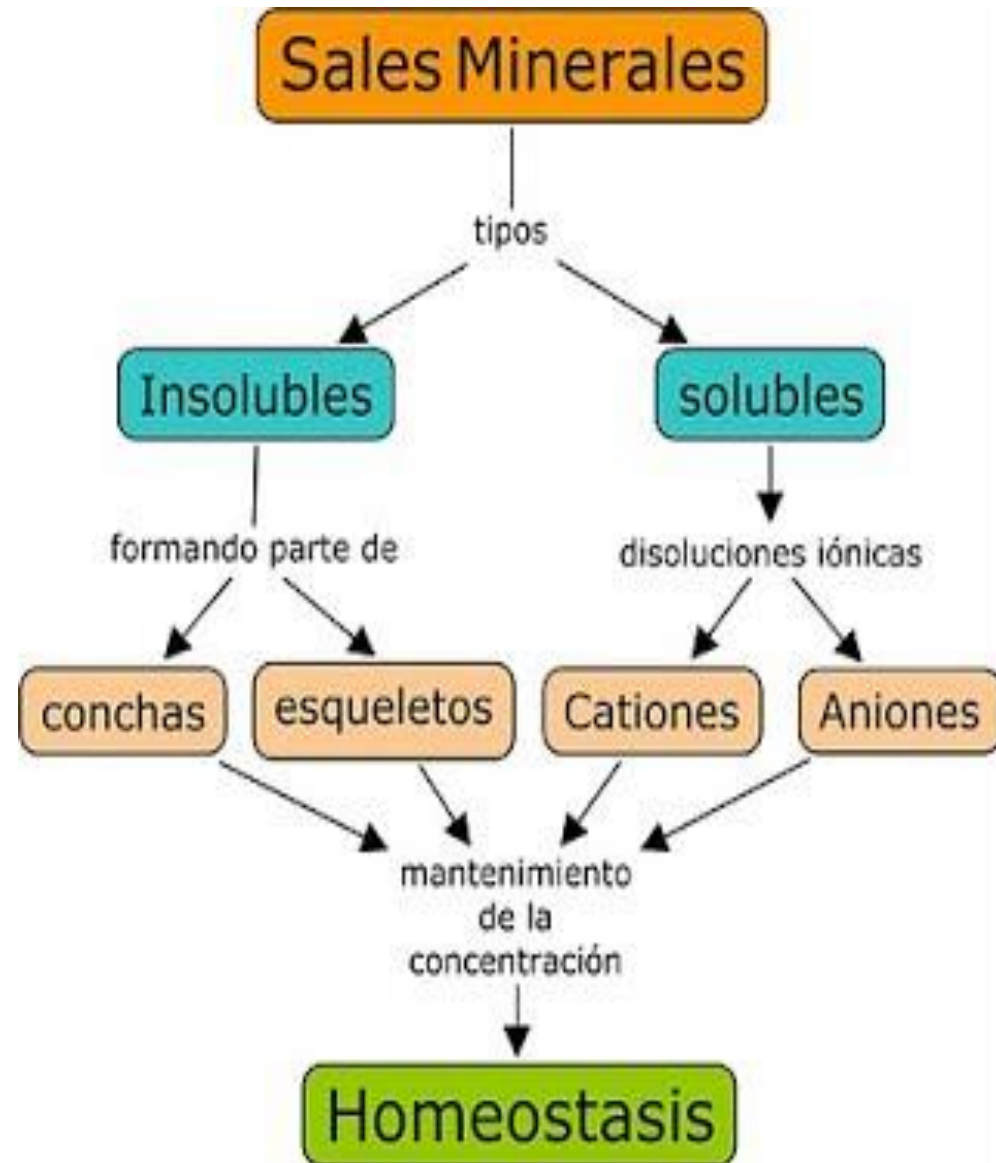 Sales Minerales
tipos
Insolubles
solubles
formando parte de
disoluciones iónicas
conchas
esqueletos
Cationes
Aniones
mantenimiento
de la
concentración
Homeostasis